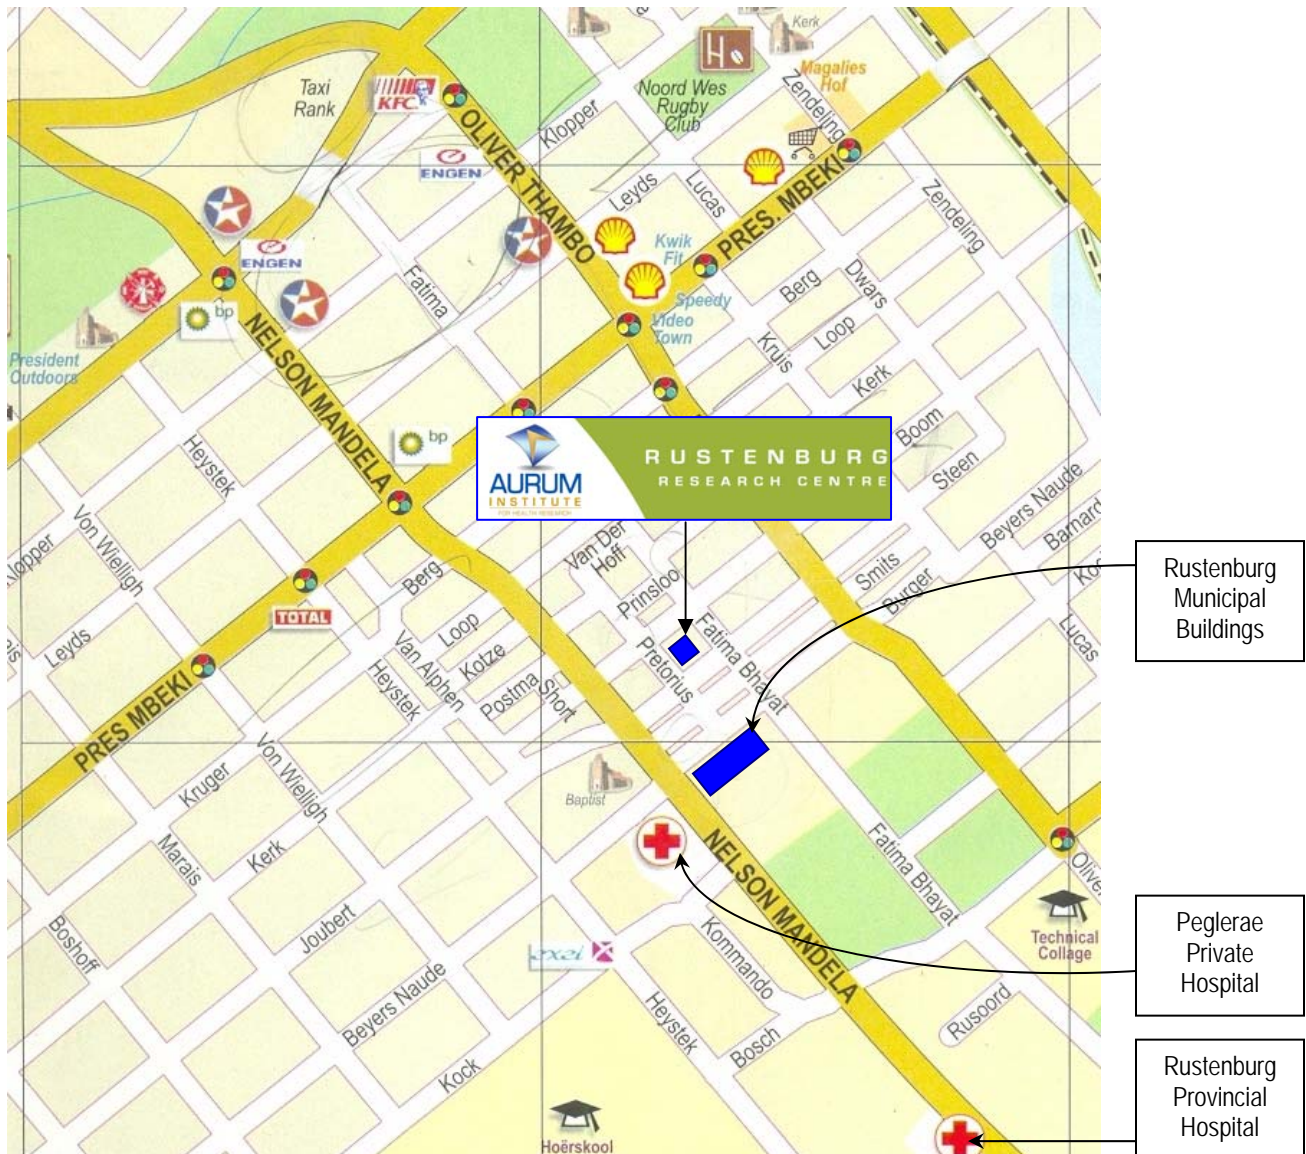 Kerk
Magalies
Hof
Taxi
Rank
KFC
Noord Wes
Rugby
Club
Zendeling
Klopper
OLIVER THAMBO
ENGEN
PRES. MBEKI
Leyds
Lucas
Zendeling
Kwik
Fit
ENGEN
Fatima
Berg
Dwars
Speedy
Video
Town
bp
Loop
Kruis
President
Outdoors
NELSON MANDELA
Kerk
bp
Boom
Heystek
AURUM
INSTITUTE
FOR HEALTH RESEARCH
RUSTENBURG
RESEARCH CENTRE
Steen
Beyers Naude
Barnard
Von Wielligh
Van Der
Hoff
Klopper
Berg
Prinsloo
Smits
Burger
Rustenburg
Municipal
Buildings
TOTAL
Loop
Leyds
Van Alphen
Kotze
Fatima Bhayat
Pretorius
Lucas
Heystek
Postma
Short
PRES MBEKI
Von Wielligh
Kruger
Baptist
Marais
Kerk
NELSON MANDELA
Fatima Bhayat
Peglerae
Private
Hospital
Boshoff
Joubert
exel
Kommando
Technical
Collage
Beyers Naude
Heystek
Rusoord
Bosch
Kock
Rustenburg
Provincial
Hospital
Hoërskool